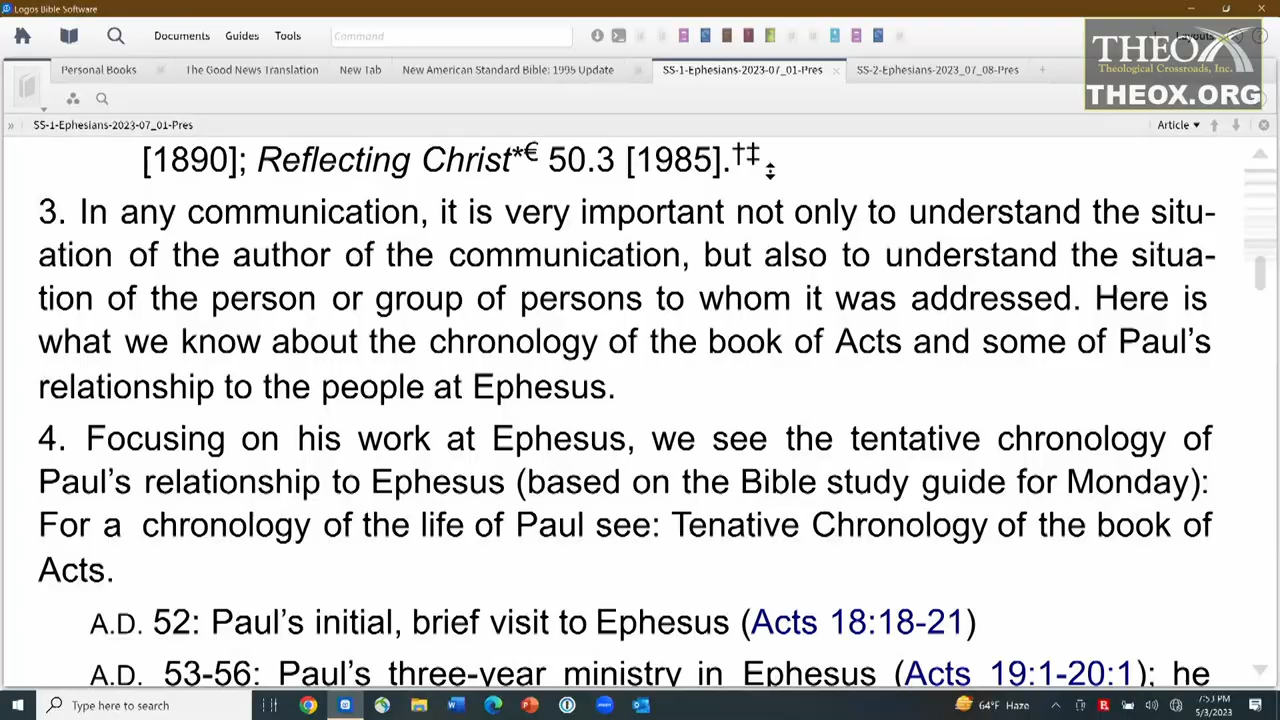 Logos Bible Software
Documents Guides Tools Command
THEOX
Theological Crossroads, Inc.
THEOX.ORG
Personal Books The Good News Translation New Tab andard Bible: 1995 Update SS-1-Ephesians-2023-07_01-Pres SS-2-Ephesians-2023_07_08-Pres
SS-1-Ephesians-2023-07_01-Pres Article
[1890]; Reflecting Christ*€ 50.3 [1985].†‡
3. In any communication, it is very important not only to understand the situ-
ation of the author of the communication, but also to understand the situa-
tion of the person or group of persons to whom it was addressed. Here is
what we know about the chronology of the book of Acts and some of Paul's
relationship to the people at Ephesus.
4. Focusing on his work at Ephesus, we see the tentative chronology of
Paul's relationship to Ephesus (based on the Bible study guide for Monday):
For a chronology of the life of Paul see: Tenative Chronology of the book of
Acts.
A.D. 52: Paul's initial, brief visit to Ephesus (Acts 18:18-21)
A.D. 53-56: Paul's three-year ministry in Ephesus (Acts 19:1-20:1); he
Type here to search
64°F Haze
7:53 PM
5/3/2023